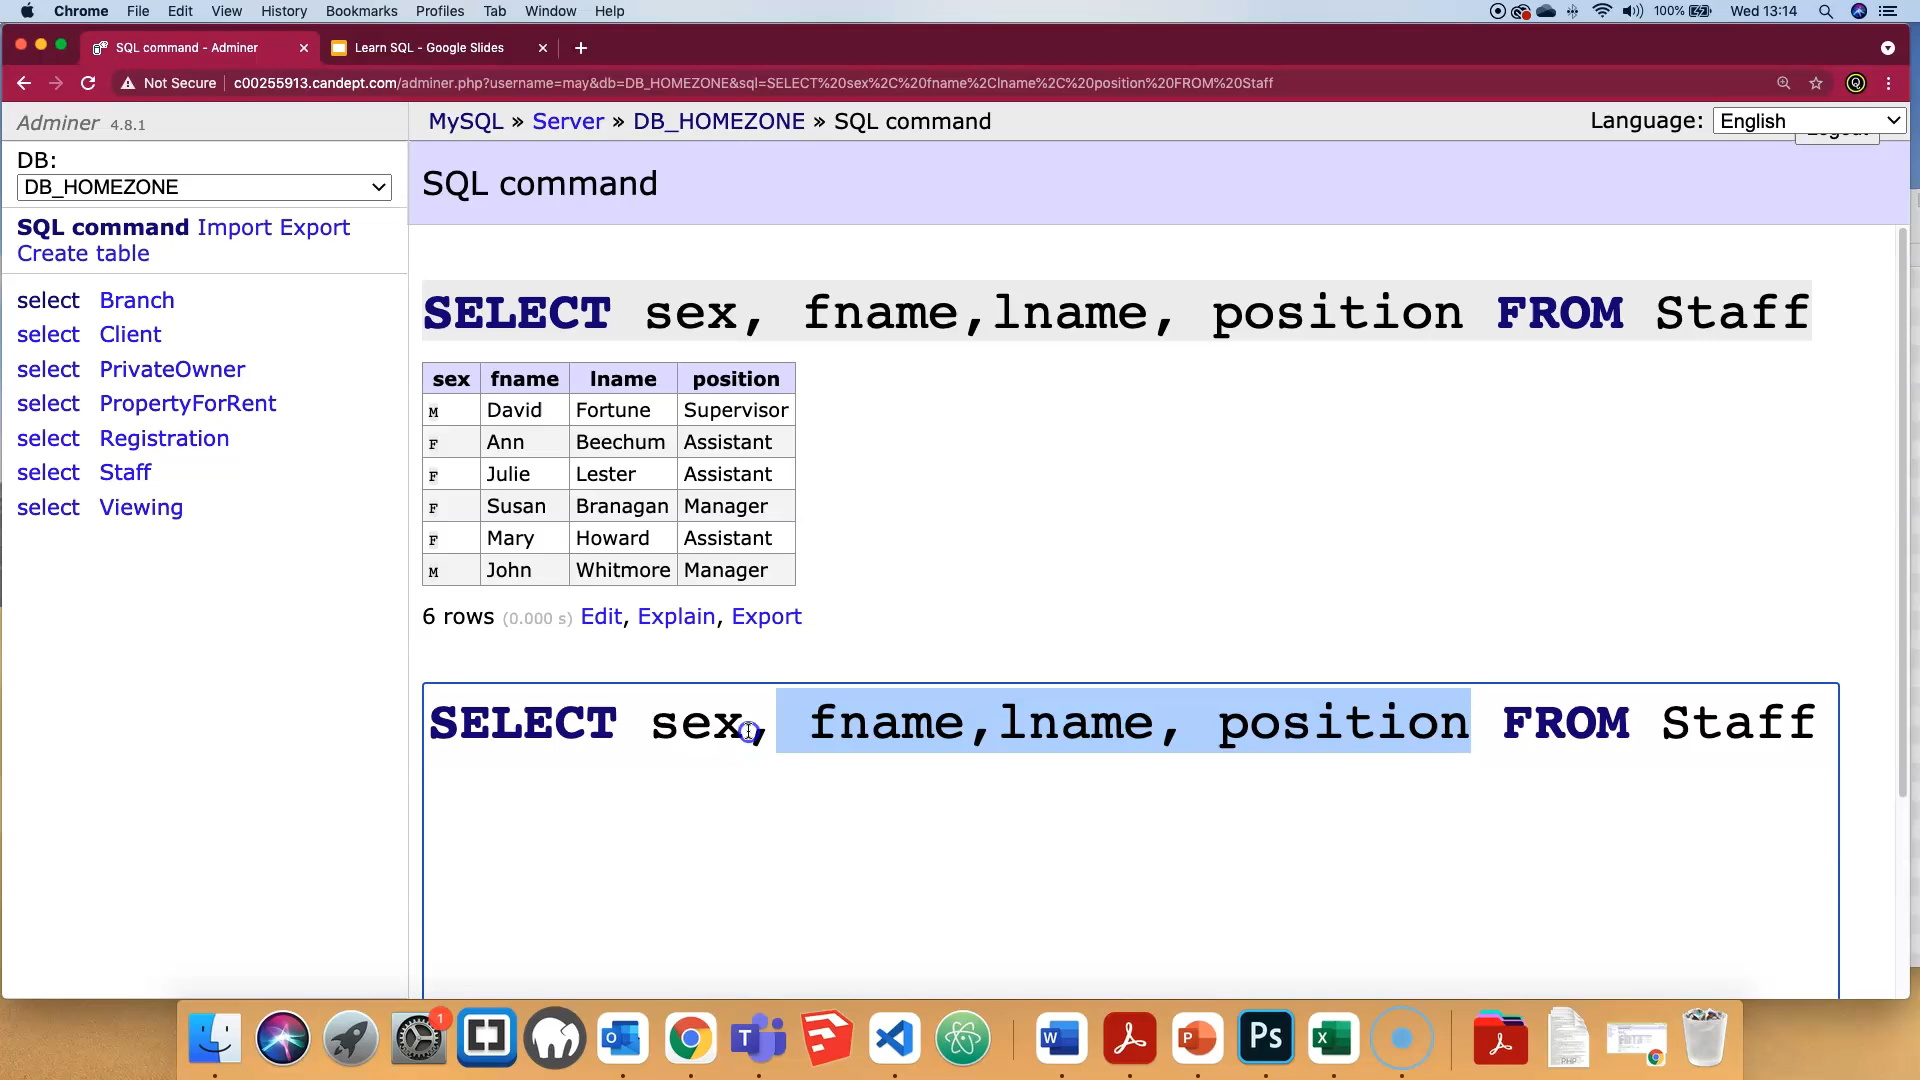 Chrome File Edit View History Bookmarks Profiles Tab Window Help 100% Wed 13:14
SQL command - Adminer Learn SQL - Google Slides
Not Secure c00255913.candept.com/adminer.php?username=may&db=DB_HOMEZONE&sql=SELECT%20sex%2C%20fname%2Clname%2C%20position%20FROM%20Staff
Adminer 4.8.1
MySQL » Server » DB_HOMEZONE » SQL command
Language: English
Logout
DB:
DB_HOMEZONE
SQL command Import Export
Create table
select Branch
select Client
select PrivateOwner
select PropertyForRent
select Registration
select Staff
select Viewing
SQL command
SELECT sex, fname,lname, position FROM Staff
sex fname lname position
M David Fortune Supervisor
F Ann Beechum Assistant
F Julie Lester Assistant
F Susan Branagan Manager
F Mary Howard Assistant
M John Whitmore Manager
6 rows (0.000 s) Edit, Explain, Export
SELECT sex, fname,lname, position FROM Staff
1
O
T
W
P
Ps
X
PHP